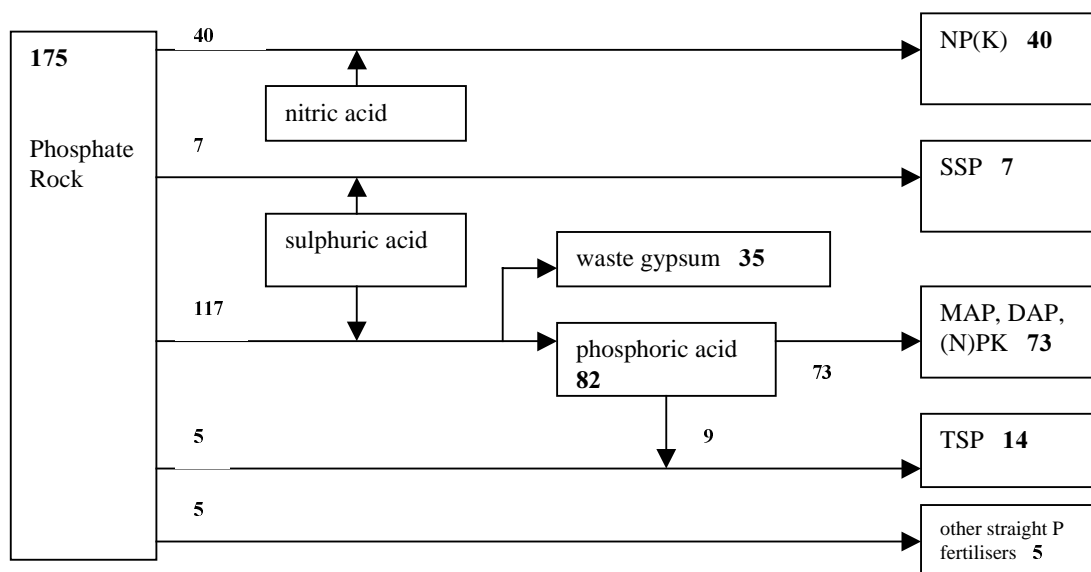 175
Phosphate
Rock
40
nitric acid
NP(K) 40
7
SSP 7
sulphuric acid
waste gypsum 35
117
phosphoric acid
82
73
MAP, DAP,
(N)PK 73
5
9
TSP 14
5
other straight P
fertilisers 5